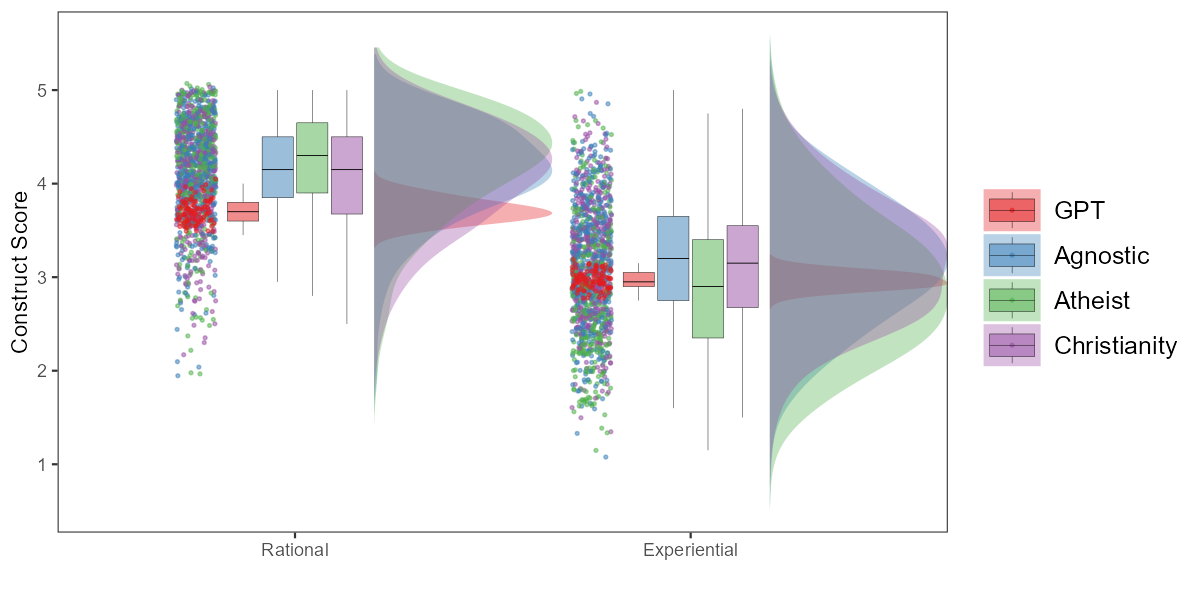 Construct Score
5
4
3
2
1
Rational
Experiential
GPT
Agnostic
Atheist
Christianity